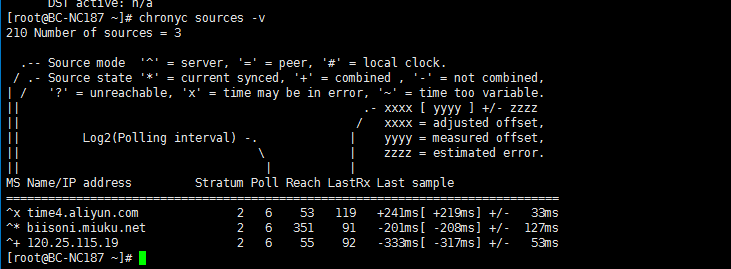 DST active: n/a
[root@BC-NC187 ~]# chronyc sources -v
210 Number of sources = 3
.-- Source mode '^' = server, '=' = peer, '#' = local clock.
/ .- Source state '*' = current synced, '+' = combined , '-' = not combined,
| / '?' = unreachable, 'x' = time may be in error, '~' = time too variable.
|| .- xxxx [ yyyy ] +/- zzzz
|| / xxxx = adjusted offset,
|| Log2(Polling interval) -. | yyyy = measured offset,
|| \ | zzzz = estimated error.
|| | |
MS Name/IP address Stratum Poll Reach LastRx Last sample
===============================================================================
^x time4.aliyun.com 2 6 53 119 +241ms[ +219ms] +/- 33ms
^* biisoni.miuku.net 2 6 351 91 -201ms[ -208ms] +/- 127ms
^+ 120.25.115.19 2 6 55 92 -333ms[ -317ms] +/- 53ms
[root@BC-NC187 ~]#